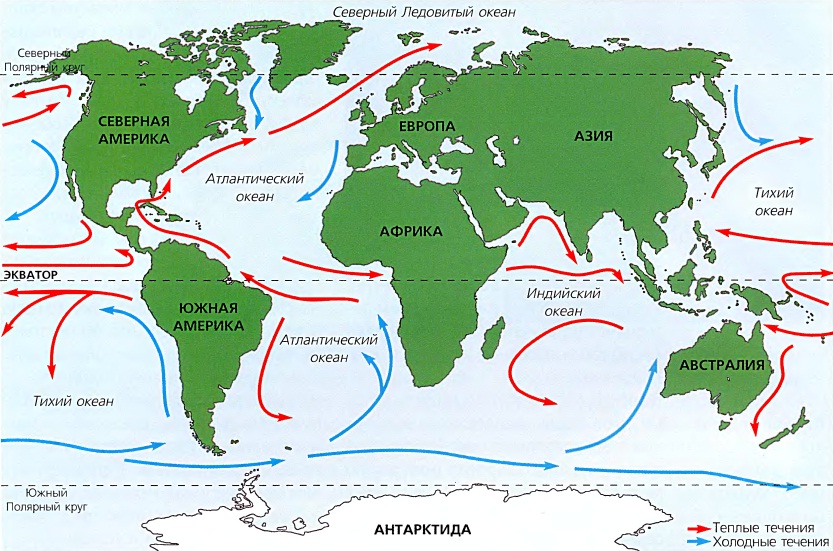 Северный Ледовитый океан
Северный
Полярный круг
СЕВЕРНАЯ
АМЕРИКА
ЕВРОПА
АЗИЯ
Атлантический
океан
Тихий
океан
АФРИКА
ЭКВАТОР
ЮЖНАЯ
АМЕРИКА
Индийский
океан
Атлантический
океан
АВСТРАЛИЯ
Тихий океан
Южный
Полярный круг
АНТАРКТИДА
Теплые течения
Холодные течения